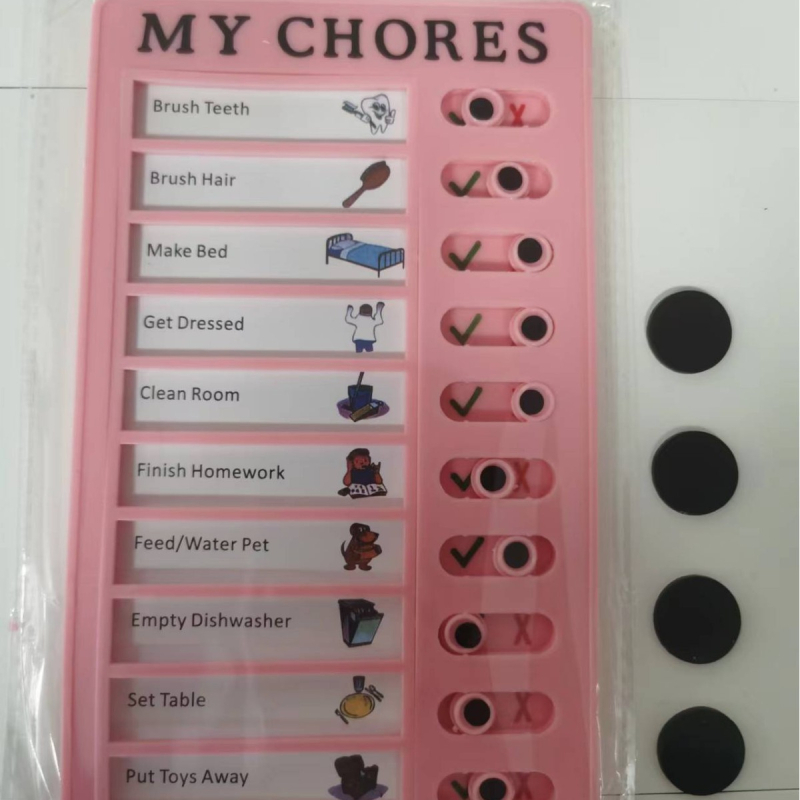 MY CHORES
Brush Teeth
Brush Hair
Make Bed
Get Dressed
Clean Room
Finish Homework
Feed/Water Pet
Empty Dishwasher
Set Table
Put Toys Away